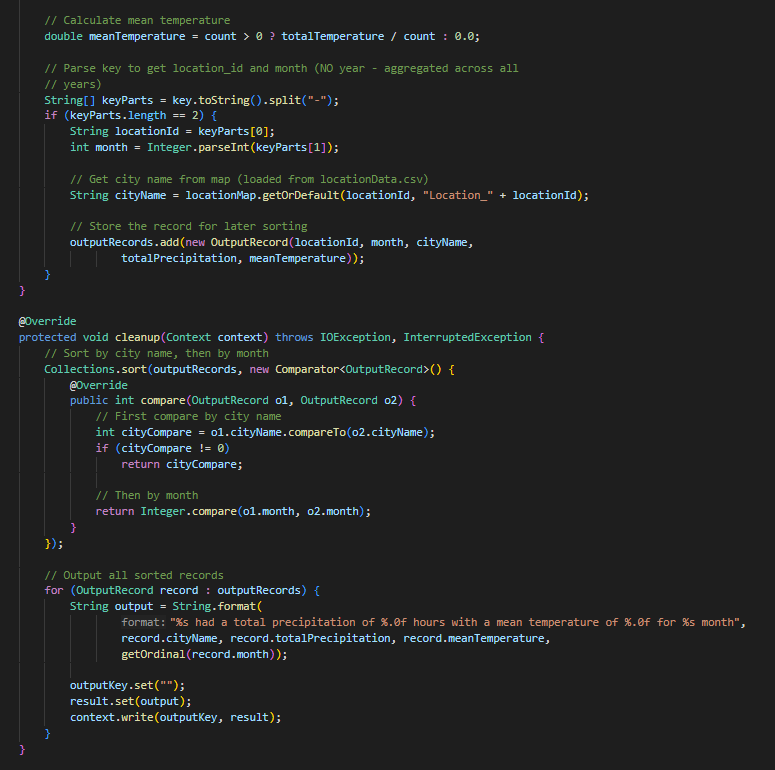 // Calculate mean temperature
double meanTemperature = count > 0 ? totalTemperature / count : 0.0;
// Parse key to get location_id and month (NO year - aggregated across all
// years)
String[] keyParts = key.toString().split("-");
if (keyParts.length == 2) {
String locationId = keyParts[0];
int month = Integer.parseInt(keyParts[1]);
// Get city name from map (loaded from locationData.csv)
String cityName = locationMap.getOrDefault(locationId, "Location_" + locationId);
// Store the record for later sorting
outputRecords.add(new OutputRecord(locationId, month, cityName,
totalPrecipitation, meanTemperature));
}
}
@Override
protected void cleanup(Context context) throws IOException, InterruptedException {
// Sort by city name, then by month
Collections.sort(outputRecords, new Comparator<OutputRecord>() {
@Override
public int compare(OutputRecord o1, OutputRecord o2) {
// First compare by city name
int cityCompare = o1.cityName.compareTo(o2.cityName);
if (cityCompare != 0)
return cityCompare;
// Then by month
return Integer.compare(o1.month, o2.month);
}
});
// Output all sorted records
for (OutputRecord record : outputRecords) {
String output = String.format(
format: "%s had a total precipitation of %.0f hours with a mean temperature of %.0f for %s month",
record.cityName, record.totalPrecipitation, record.meanTemperature,
getOrdinal(record.month));
outputKey.set("");
result.set(output);
context.write(outputKey, result);
}
}